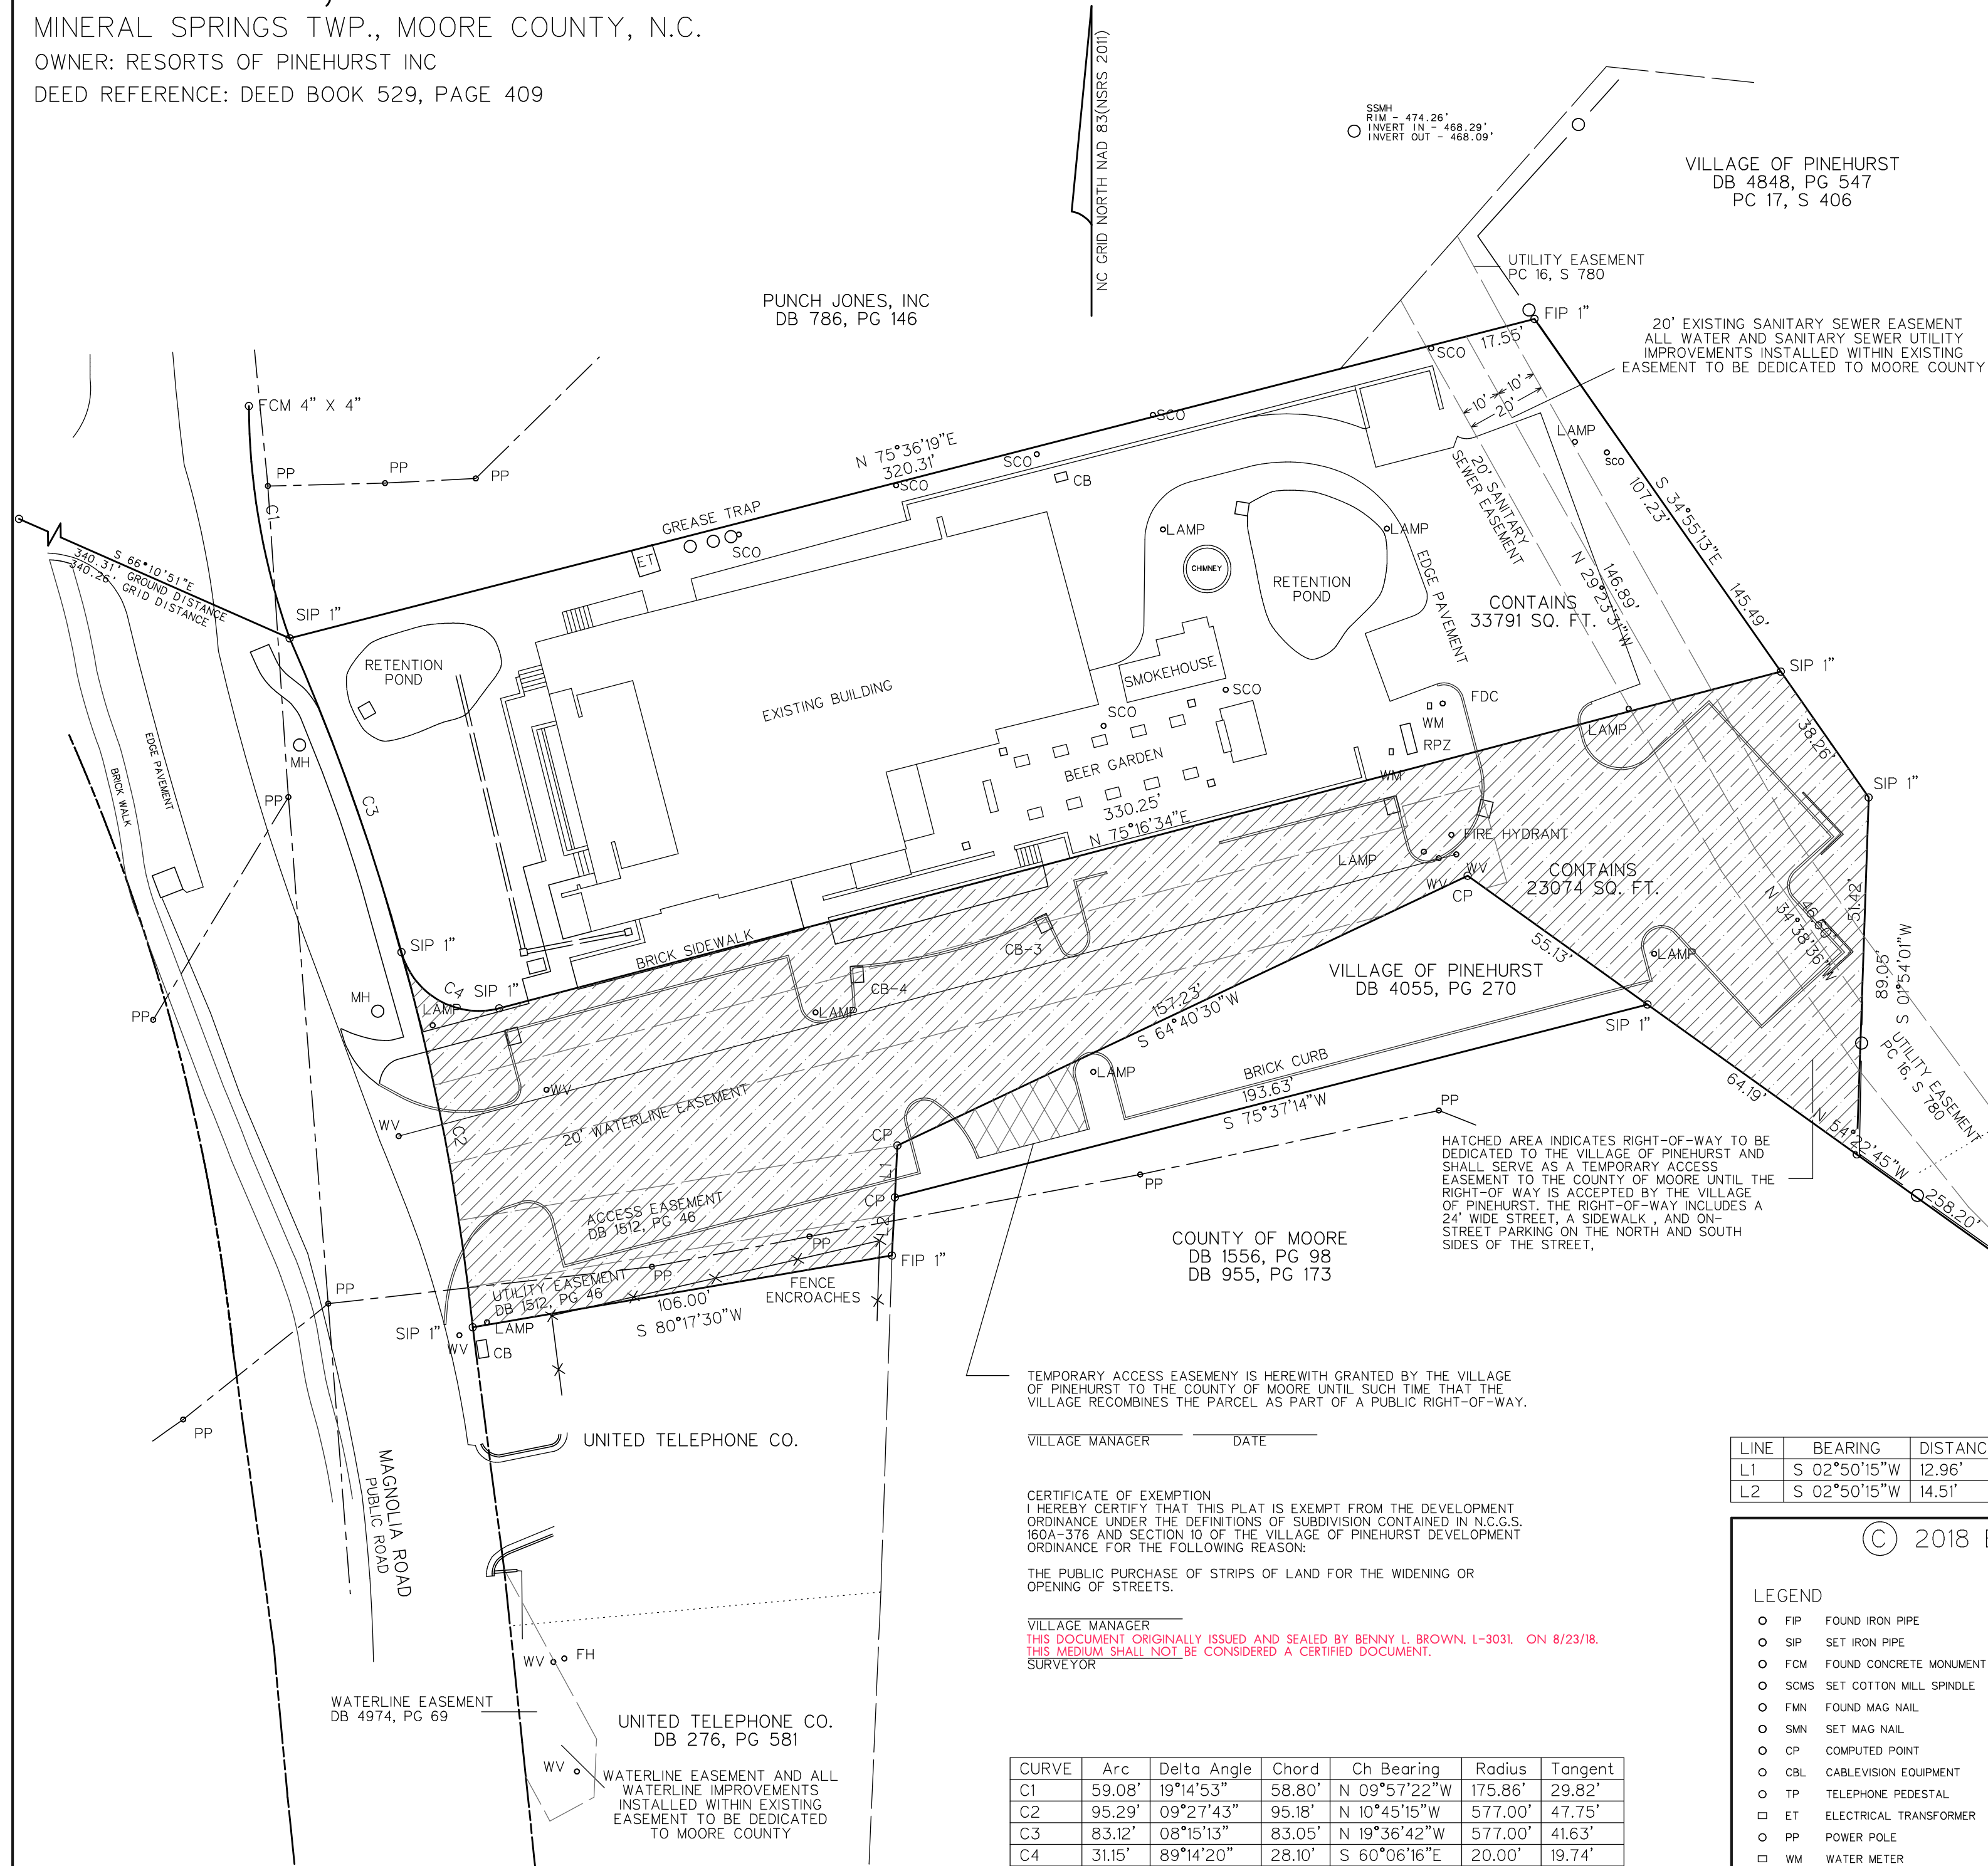 MINERAL SPRINGS TWP., MOORE COUNTY, N.C.
OWNER: RESORTS OF PINEHURST INC
DEED REFERENCE: DEED BOOK 529, PAGE 409
NC GRID NORTH NAD 83(NSRS 2011)
SSMH
RIM - 474.26'
INVERT IN - 468.29'
INVERT OUT - 468.09'
VILLAGE OF PINEHURST
DB 4848, PG 547
PC 17, S 406
UTILITY EASEMENT
PC 16, S 780
PUNCH JONES, INC
DB 786, PG 146
FIP 1"
17.55'
SCO
20' EXISTING SANITARY SEWER EASEMENT
ALL WATER AND SANITARY SEWER UTILITY
IMPROVEMENTS INSTALLED WITHIN EXISTING
EASEMENT TO BE DEDICATED TO MOORE COUNTY
10'
10'
20'
FCM 4" X 4"
SCO
LAMP
SCO
N 75°36'19"E
320.31'
SCO
SCO
CB
PP
PP
PP
C1
20' SANITARY
SEWER EASEMENT
S 34°55'13"E
107.23'
145.49'
GREASE TRAP
SCO
ET
LAMP
LAMP
CHIMNEY
RETENTION
POND
EDGE PAVEMENT
146.89'
N 29°23'31"W
CONTAINS
33791 SQ. FT.
S 66°10'51"E
340.31' GROUND DISTANCE
340.26' GRID DISTANCE
SIP 1"
RETENTION
POND
EXISTING BUILDING
SMOKEHOUSE
SCO
SCO
FDC
WM
RPZ
WM
SIP 1"
LAMP
38.26'
SIP 1"
EDGE PAVEMENT
BRICK WALK
MH
PP
C3
BEER GARDEN
330.25'
N 75°16'34"E
FIRE HYDRANT
LAMP
WV
WV
CP
CONTAINS
23074 SQ. FT.
51.42'
46.60'
N 34°38'36"W
SIP 1"
BRICK SIDEWALK
CB-3
55.13'
LAMP
89.05'
S 01°54'01"W
VILLAGE OF PINEHURST
DB 4055, PG 270
C4
SIP 1"
MH
LAMP
CB-4
LAMP
157.23'
S 64°40'30"W
SIP 1"
PP
WV
BRICK CURB
LAMP
193.63'
S 75°37'14"W
UTILITY EASEMENT
PC 16, S 780
64.19'
N 54°22'45"W
258.20'
WV
C2
20' WATERLINE EASEMENT
CP
L1
PP
CP
L2
PP
ACCESS EASEMENT
DB 1512, PG 46
PP
HATCHED AREA INDICATES RIGHT-OF-WAY TO BE
DEDICATED TO THE VILLAGE OF PINEHURST AND
SHALL SERVE AS A TEMPORARY ACCESS
EASEMENT TO THE COUNTY OF MOORE UNTIL THE
RIGHT-OF WAY IS ACCEPTED BY THE VILLAGE
OF PINEHURST. THE RIGHT-OF-WAY INCLUDES A
24' WIDE STREET, A SIDEWALK , AND ON-
STREET PARKING ON THE NORTH AND SOUTH
SIDES OF THE STREET,
COUNTY OF MOORE
DB 1556, PG 98
DB 955, PG 173
FIP 1"
PP
PP
UTILITY EASEMENT
DB 1512, PG 46
FENCE
ENCROACHES
106.00'
S 80°17'30"W
SIP 1"
LAMP
WV
CB
PP
TEMPORARY ACCESS EASEMENY IS HEREWITH GRANTED BY THE VILLAGE
OF PINEHURST TO THE COUNTY OF MOORE UNTIL SUCH TIME THAT THE
VILLAGE RECOMBINES THE PARCEL AS PART OF A PUBLIC RIGHT-OF-WAY.
VILLAGE MANAGER DATE
UNITED TELEPHONE CO.
MAGNOLIA ROAD
PUBLIC ROAD
CERTIFICATE OF EXEMPTION
I HEREBY CERTIFY THAT THIS PLAT IS EXEMPT FROM THE DEVELOPMENT
ORDINANCE UNDER THE DEFINITIONS OF SUBDIVISION CONTAINED IN N.C.G.S.
160A-376 AND SECTION 10 OF THE VILLAGE OF PINEHURST DEVELOPMENT
ORDINANCE FOR THE FOLLOWING REASON:
THE PUBLIC PURCHASE OF STRIPS OF LAND FOR THE WIDENING OR
OPENING OF STREETS.
VILLAGE MANAGER
THIS DOCUMENT ORIGINALLY ISSUED AND SEALED BY BENNY L. BROWN, L-3031, ON 8/23/18.
THIS MEDIUM SHALL NOT BE CONSIDERED A CERTIFIED DOCUMENT.
SURVEYOR
WV
FH
WATERLINE EASEMENT
DB 4974, PG 69
UNITED TELEPHONE CO.
DB 276, PG 581
WV
WATERLINE EASEMENT AND ALL
WATERLINE IMPROVEMENTS
INSTALLED WITHIN EXISTING
EASEMENT TO BE DEDICATED
TO MOORE COUNTY
CURVE Arc Delta Angle Chord Ch Bearing Radius Tangent
C1 59.08' 19°14'53" 58.80' N 09°57'22"W 175.86' 29.82'
C2 95.29' 09°27'43" 95.18' N 10°45'15"W 577.00' 47.75'
C3 83.12' 08°15'13" 83.05' N 19°36'42"W 577.00' 41.63'
C4 31.15' 89°14'20" 28.10' S 60°06'16"E 20.00' 19.74'
LINE BEARING DISTANC
L1 S 02°50'15"W 12.96'
L2 S 02°50'15"W 14.51'
© 2018
LEGEND
FIP FOUND IRON PIPE
SIP SET IRON PIPE
FCM FOUND CONCRETE MONUMENT
SCMS SET COTTON MILL SPINDLE
FMN FOUND MAG NAIL
SMN SET MAG NAIL
CP COMPUTED POINT
CBL CABLEVISION EQUIPMENT
TP TELEPHONE PEDESTAL
ET ELECTRICAL TRANSFORMER
PP POWER POLE
WM WATER METER